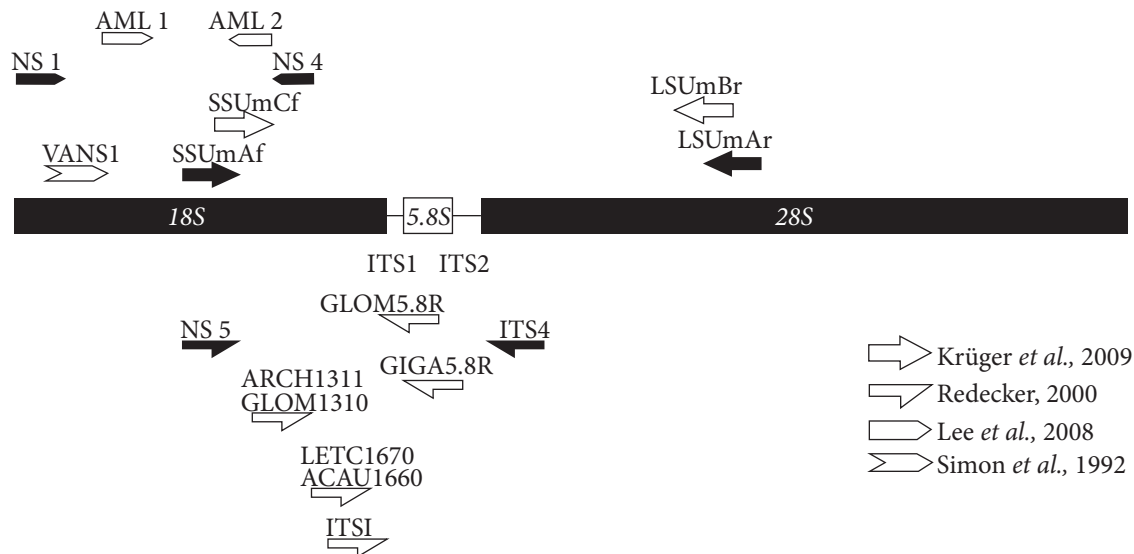 AML 1 AML 2
NS 1 NS 4
SSUmCf LSUmBr
VANS1 SSUmAf LSUmAr
18S 5.8S 28S
ITS1 ITS2
GLOM5.8R
NS 5 ITS4
GIGA5.8R
ARCH1311
GLOM1310
LETC1670
ACAU1660
ITSI
Krüger et al., 2009
Redecker, 2000
Lee et al., 2008
Simon et al., 1992